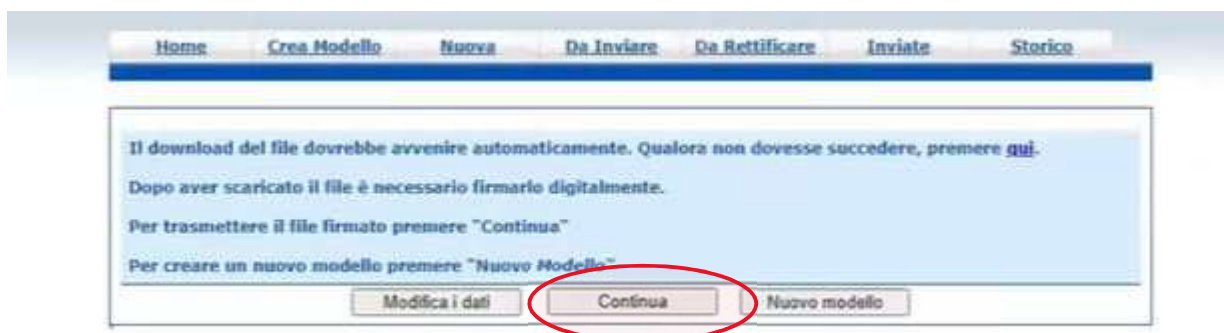 Home Crea Modello Nuova Da Inviare Da Rettificare Inviate Storico
Il download del file dovrebbe avvenire automaticamente. Qualora non dovesse succedere, premere qui.
Dopo aver scaricato il file è necessario firmarlo digitalmente.
Per trasmettere il file firmato premere "Continua"
Per creare un nuovo modello premere "Nuovo Modello"
Modifica i dati Continua Nuovo modello